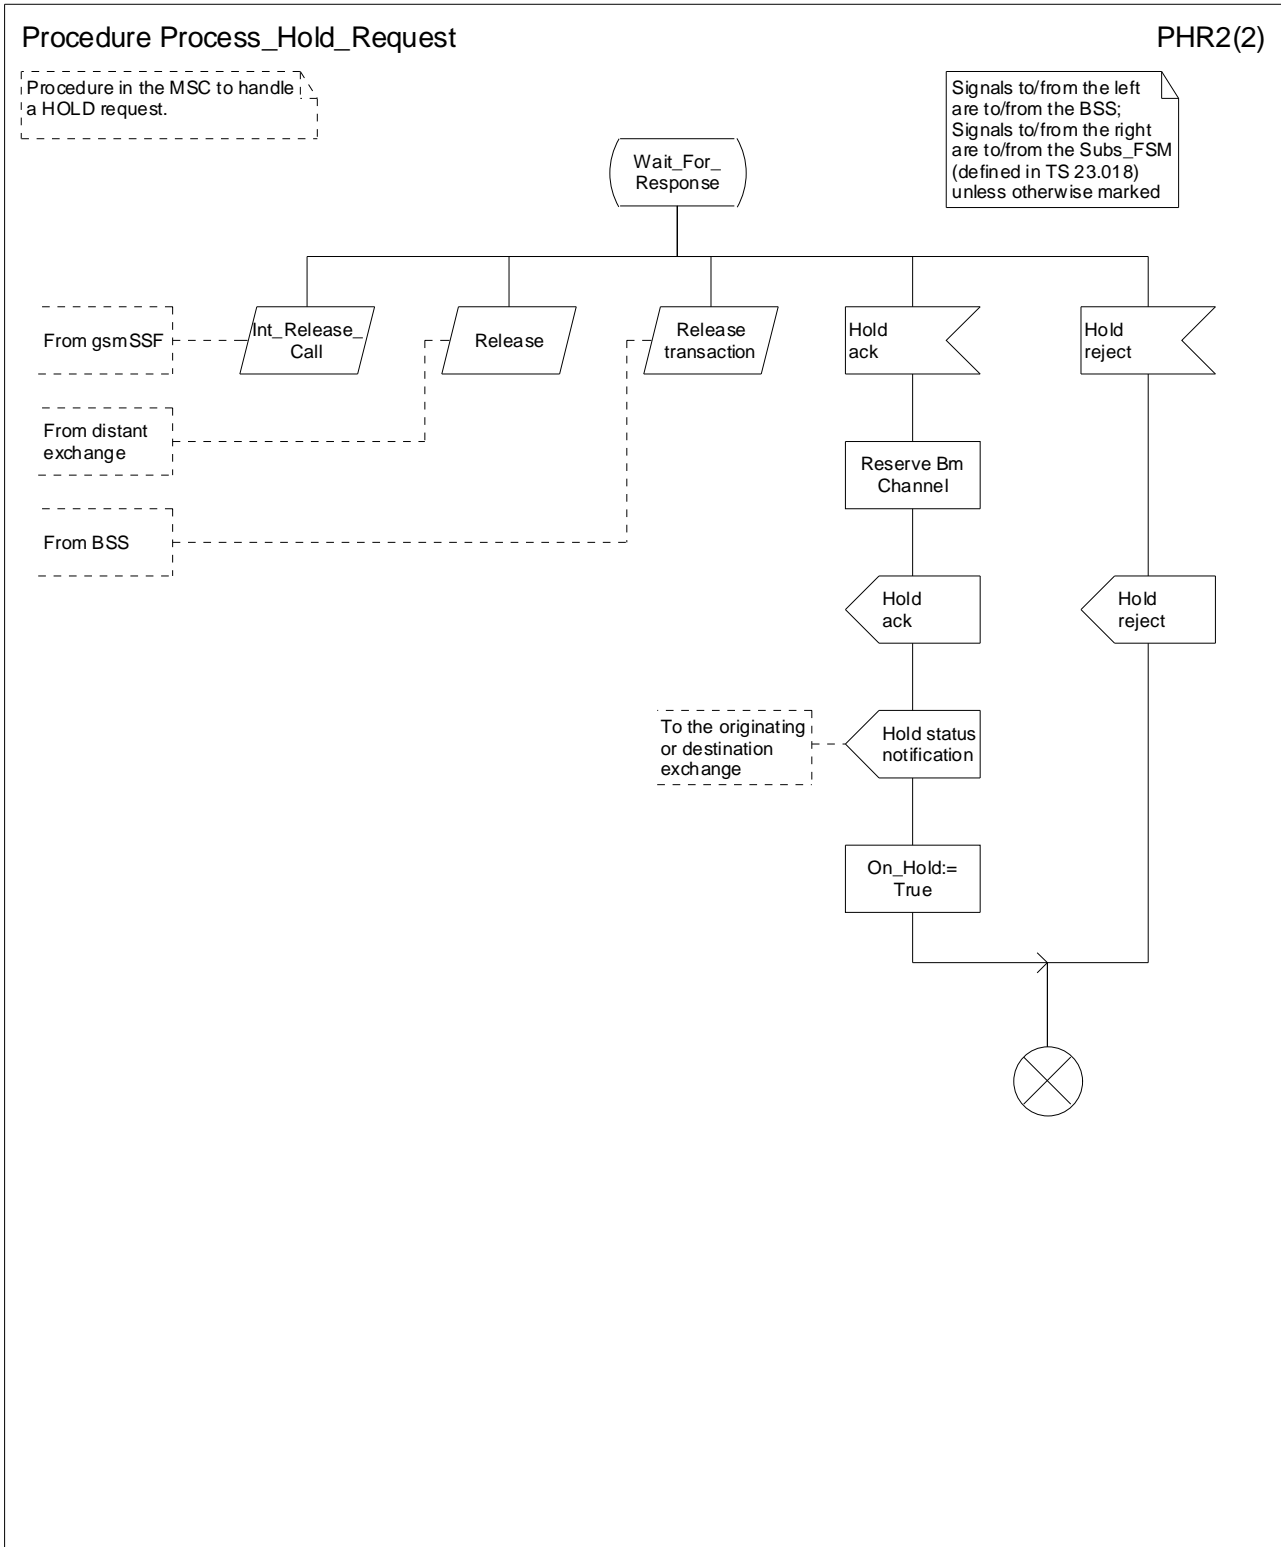 Procedure Process_Hold_Request
PHR2(2)
Procedure in the MSC to handle
a HOLD request.
Signals to/from the left
are to/from the BSS;
Signals to/from the right
are to/from the Subs_FSM
(defined in TS 23.018)
unless otherwise marked
Wait_For_
Response
From gsmSSF
Int_Release_
Call
Release
Release
transaction
Hold
ack
Hold
reject
From distant
exchange
Reserve Bm
Channel
From BSS
Hold
ack
Hold
reject
To the originating
or destination
exchange
Hold status
notification
On_Hold:=
True